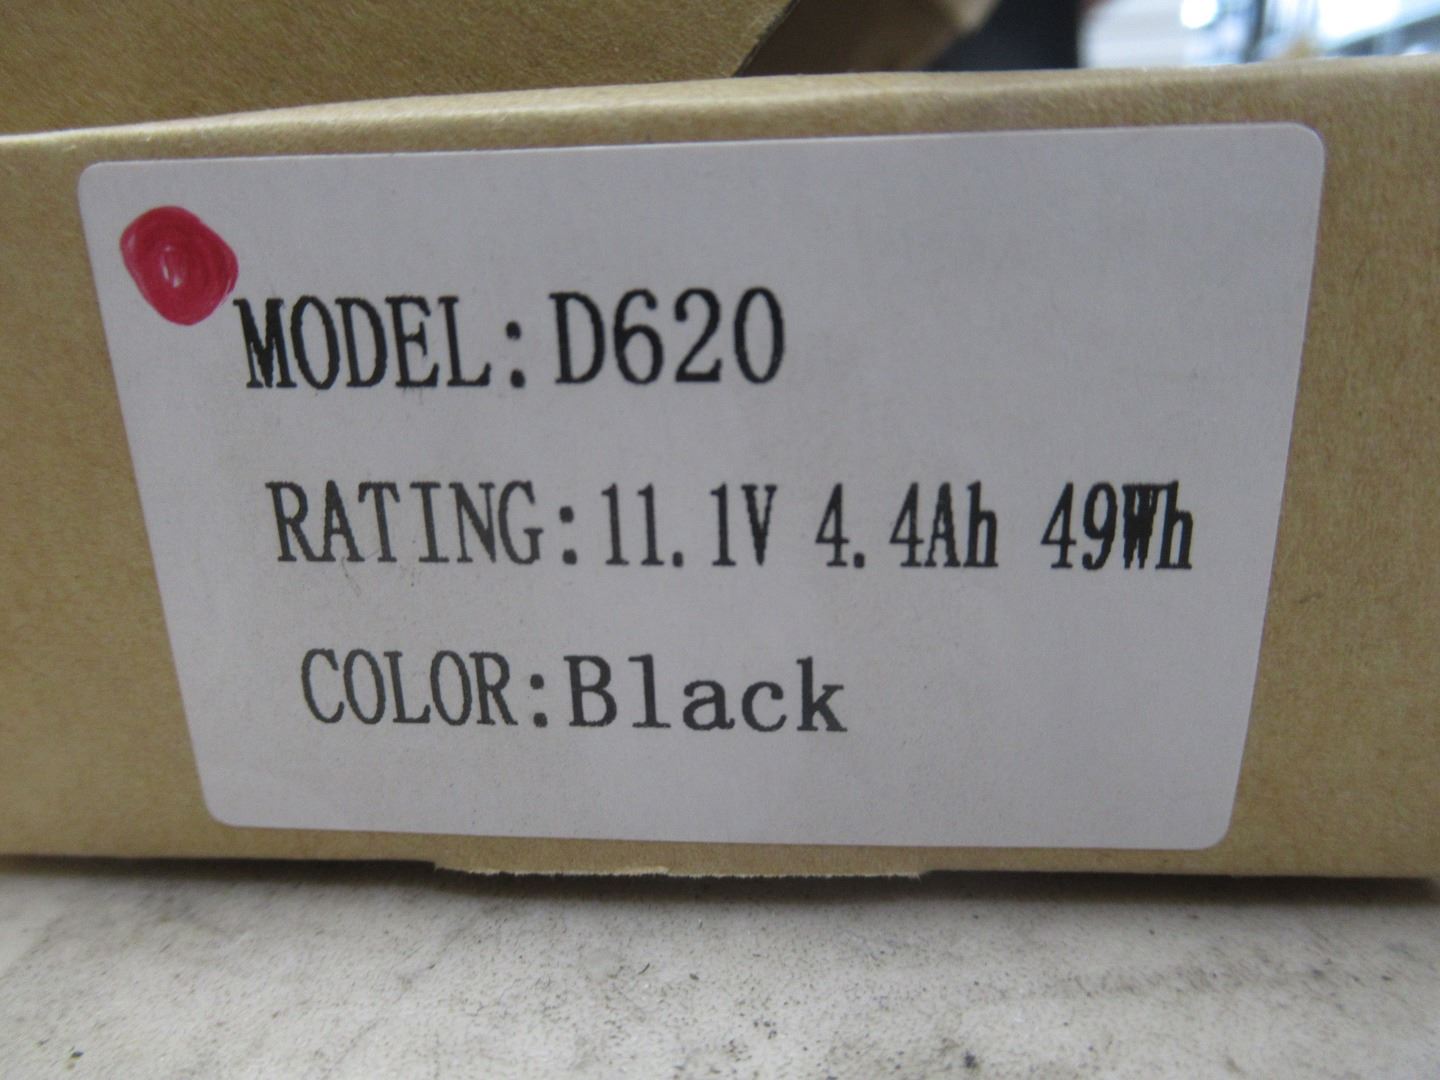 MODEL:D620
RATING:11.1V 4.4Ah 49Wh
COLOR:Black